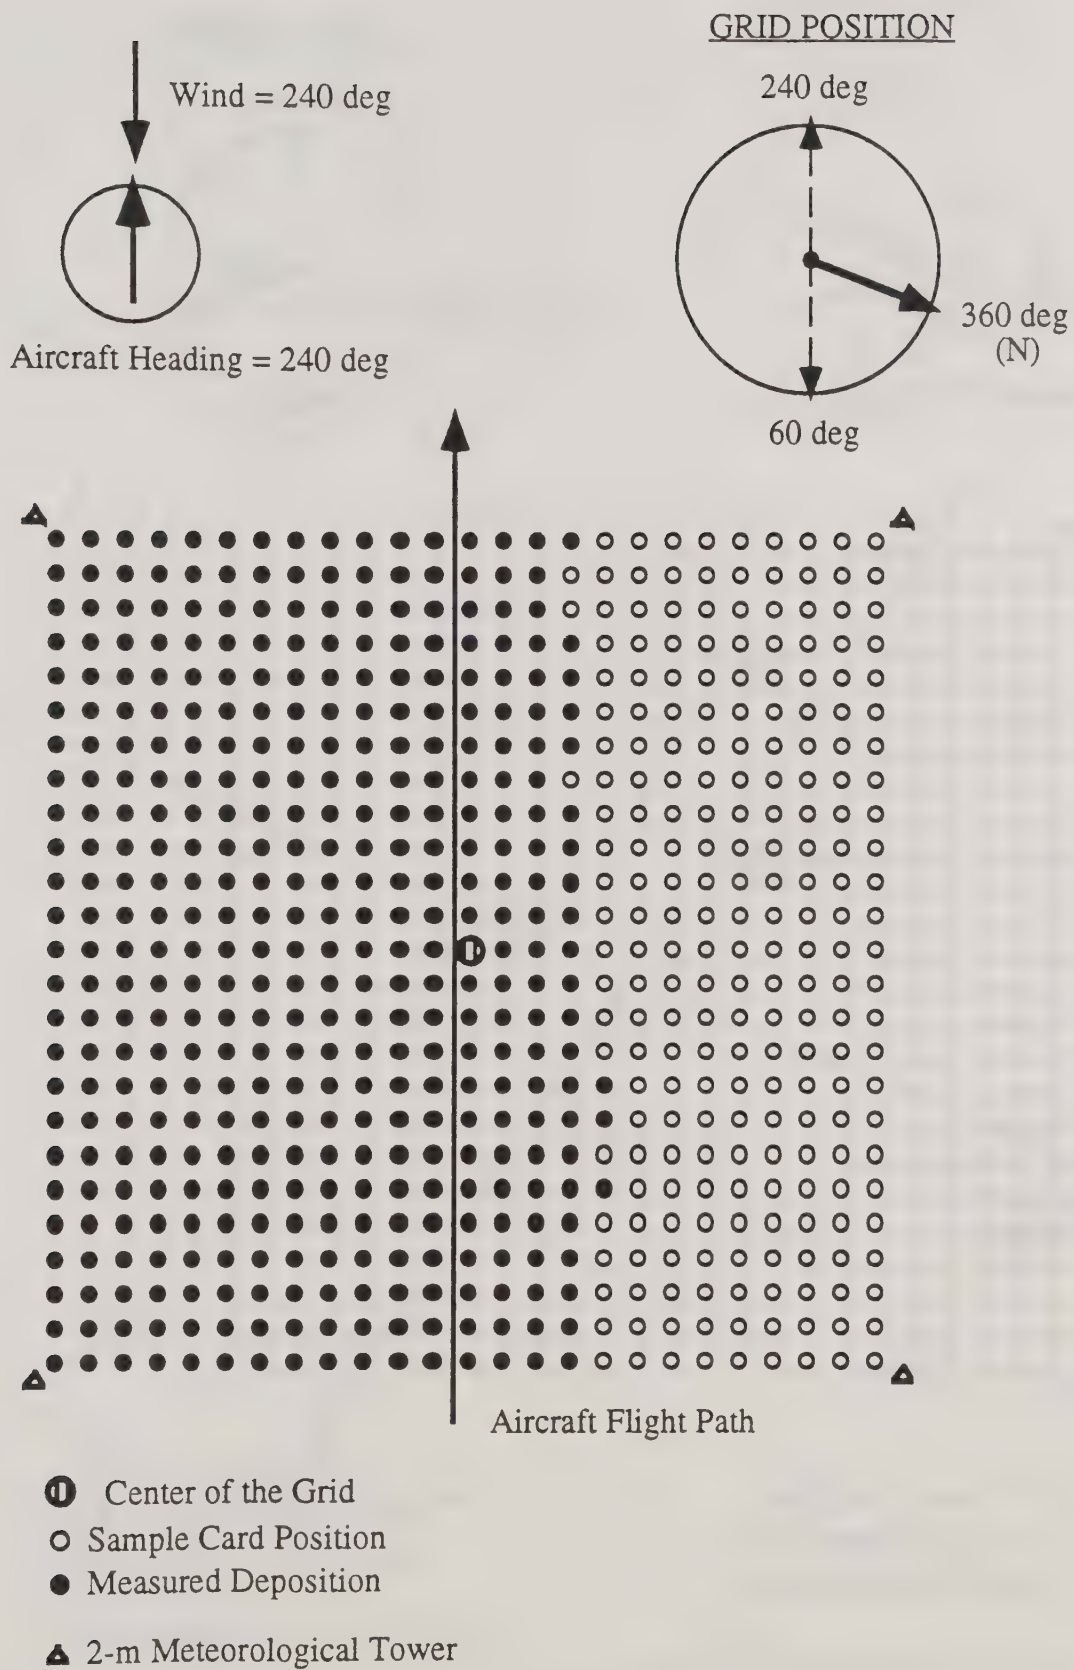 GRID POSITION
Wind = 240 deg
240 deg
360 deg
(N)
Aircraft Heading = 240 deg
60 deg
Aircraft Flight Path
Center of the Grid
Sample Card Position
Measured Deposition
2-m Meteorological Tower